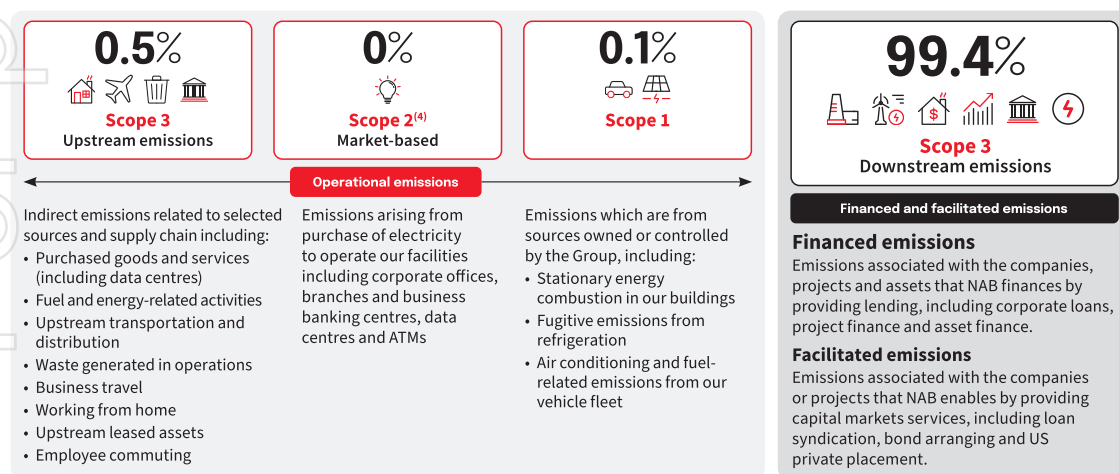 0.5%
Scope 3
Upstream emissions
0%
Scope 2(4)
Market-based
0.1%
Scope 1
99.4%
Scope 3
Downstream emissions
Operational emissions
Indirect emissions related to selected
sources and supply chain including:
• Purchased goods and services
(including data centres)
• Fuel and energy-related activities
• Upstream transportation and
distribution
• Waste generated in operations
• Business travel
• Working from home
• Upstream leased assets
• Employee commuting
Emissions arising from
purchase of electricity
to operate our facilities
including corporate offices,
branches and business
banking centres, data
centres and ATMs
Emissions which are from
sources owned or controlled
by the Group, including:
• Stationary energy
combustion in our buildings
• Fugitive emissions from
refrigeration
• Air conditioning and fuel-
related emissions from our
vehicle fleet
Financed and facilitated emissions
Financed emissions
Emissions associated with the companies,
projects and assets that NAB finances by
providing lending, including corporate loans,
project finance and asset finance.
Facilitated emissions
Emissions associated with the companies
or projects that NAB enables by providing
capital markets services, including loan
syndication, bond arranging and US
private placement.